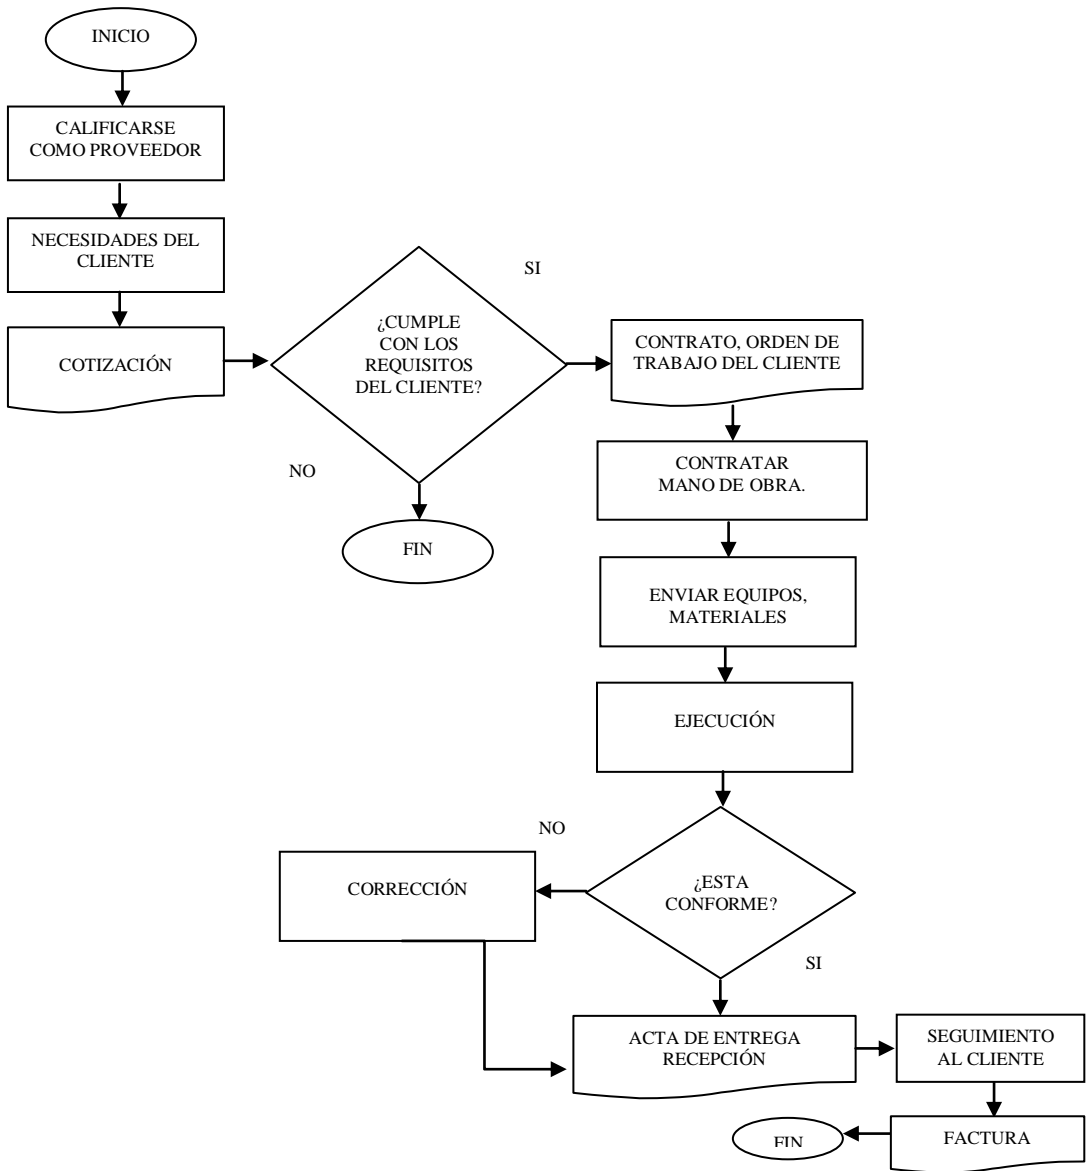 INICIO
CALIFICARSE
COMO PROVEEDOR
NECESIDADES DEL
CLIENTE
COTIZACIÓN
¿CUMPLE
CON LOS
REQUISITOS
DEL CLIENTE?
SI
NO
FIN
CONTRATO, ORDEN DE
TRABAJO DEL CLIENTE
CONTRATAR
MANO DE OBRA.
ENVIAR EQUIPOS,
MATERIALES
EJECUCIÓN
¿ESTA
CONFORME?
NO
CORRECCIÓN
SI
ACTA DE ENTREGA
RECEPCIÓN
SEGUIMIENTO
AL CLIENTE
FACTURA
FIN